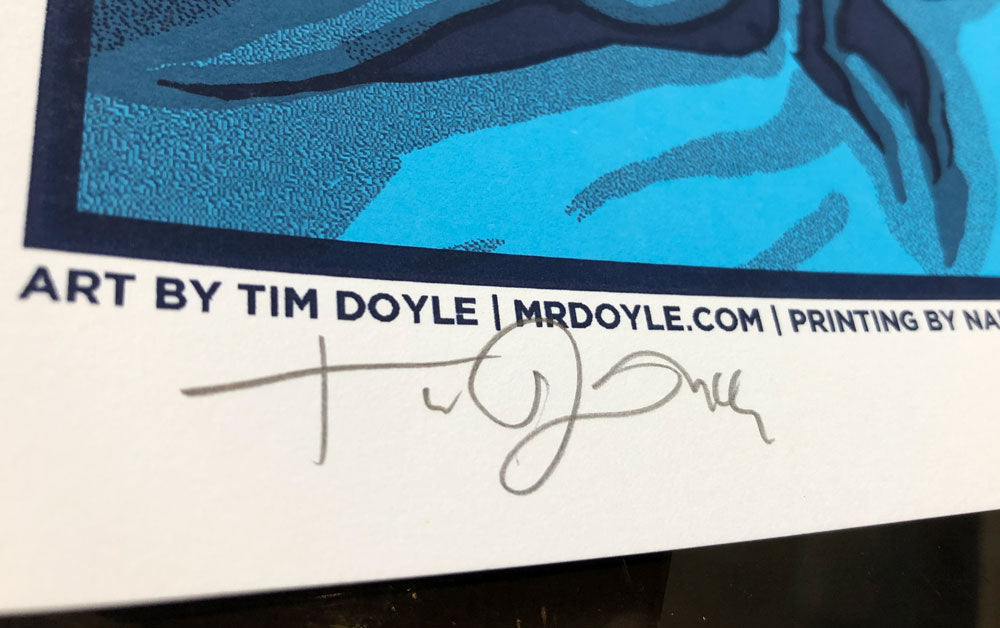 ART BY TIM DOYLE | MRDOYLE.COM | PRINTING BY